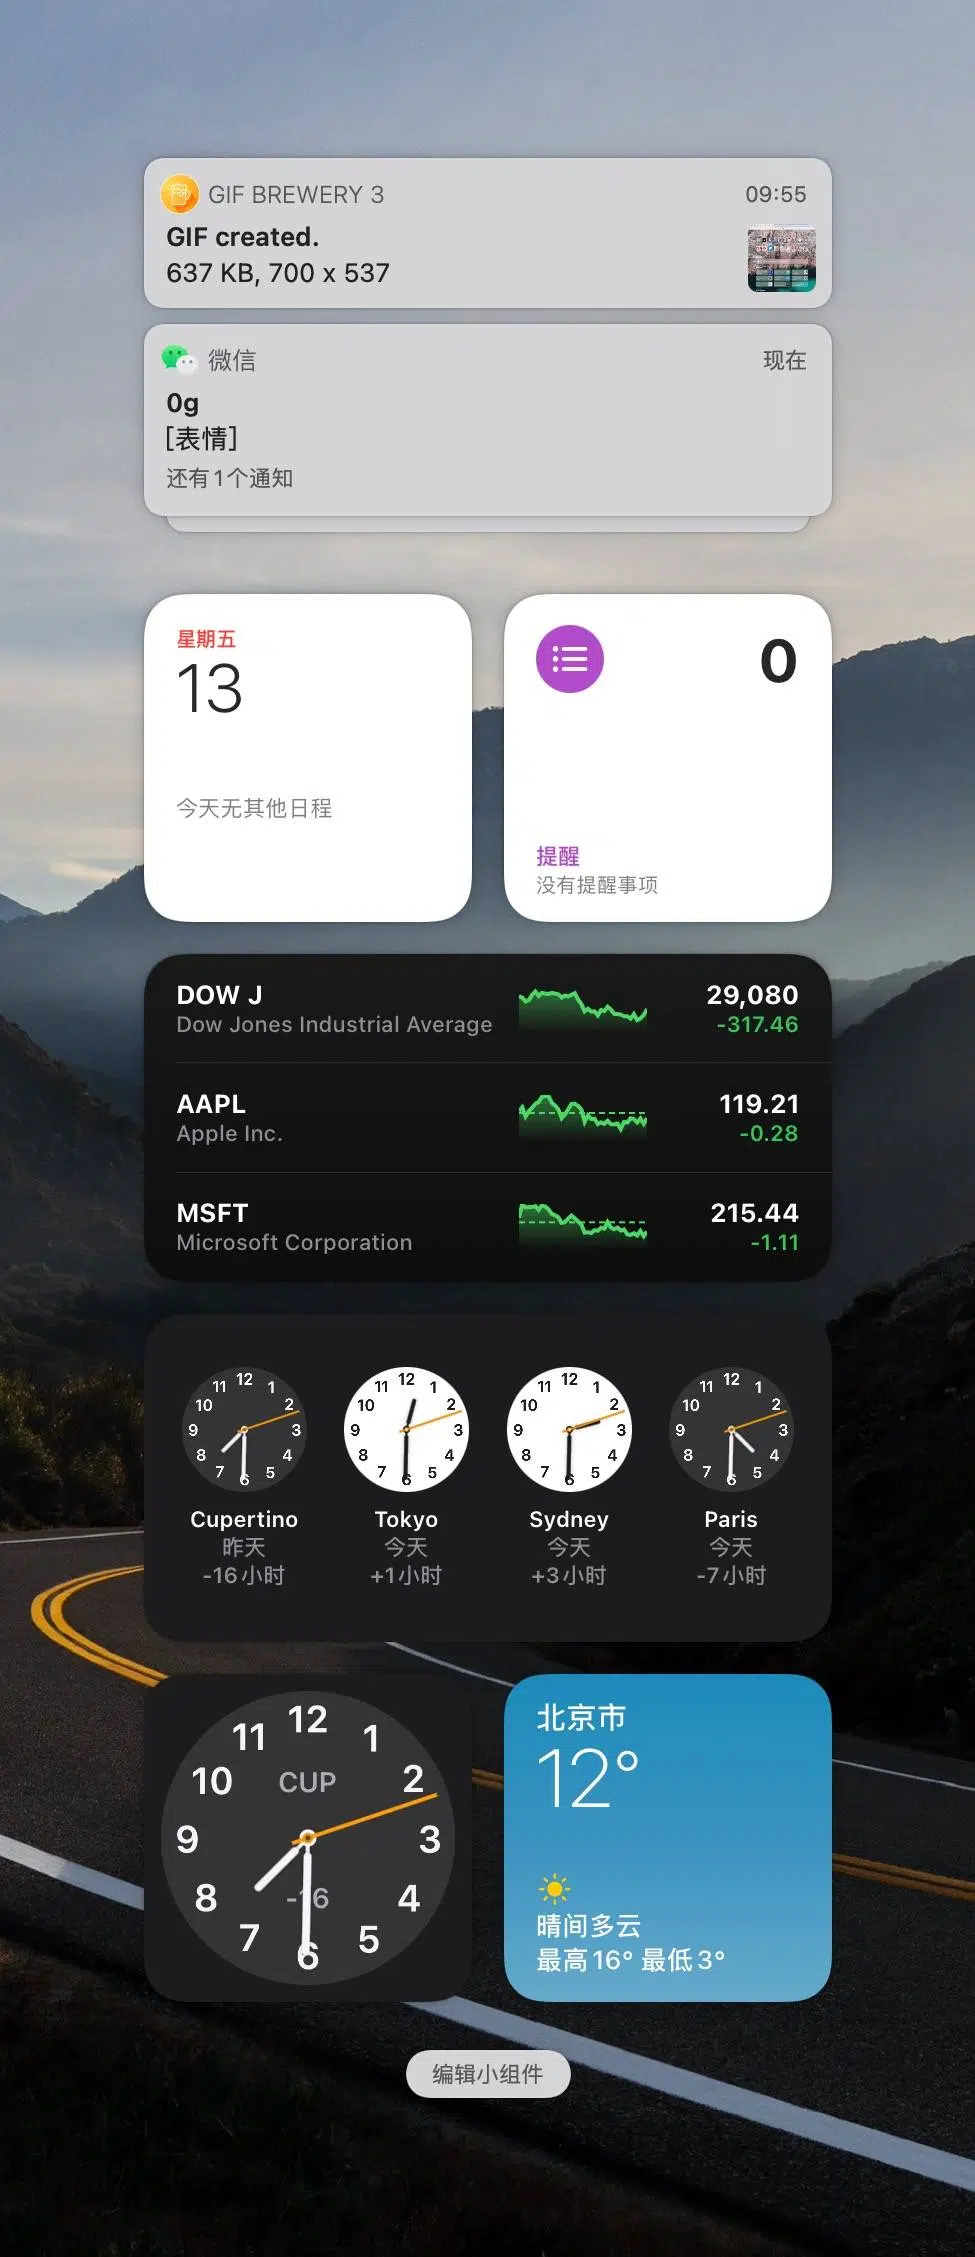 GIF BREWERY 3 09:55
GIF created.
637 KB, 700 x 537
微信 现在
0g
[表情]
还有1个通知
星期五
13
今天无其他日程
0
提醒
没有提醒事项
DOW J 29,080
Dow Jones Industrial Average -317.46
AAPL 119.21
Apple Inc. -0.28
MSFT 215.44
Microsoft Corporation -1.11
12 1 2 3 4 5 6 7 8 9 10 11
12 1 2 3 4 5 6 7 8 9 10 11
12 1 2 3 4 5 6 7 8 9 10 11
12 1 2 3 4 5 6 7 8 9 10 11
Cupertino Tokyo Sydney Paris
昨天 今天 今天 今天
-16小时 +1小时 +3小时 -7小时
12 1 2 3 4 5 6 7 8 9 10 11
CUP
-16
北京市
12°
晴间多云
最高16° 最低3°
编辑小组件